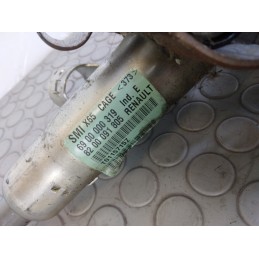 SMI X65 CAGE <373>
69 00 000 319 Ind. E
82 00 091 805 RENAULT